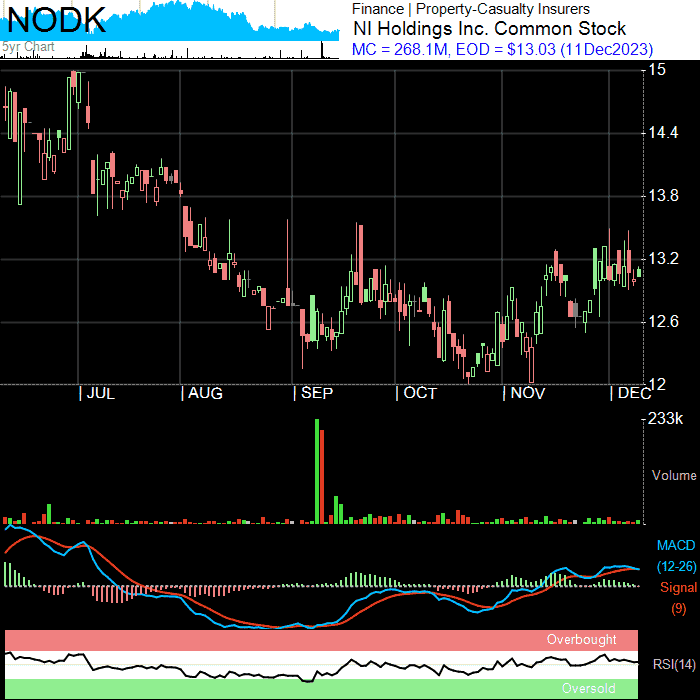 NODK
5yr Chart
Finance | Property-Casualty Insurers
NI Holdings Inc. Common Stock
MC = 268.1M, EOD = $13.03 (11Dec2023)
15
14.4
13.8
13.2
12.6
12
| JUL | AUG | SEP | OCT | NOV | DEC
233k
Volume
MACD
(12-26)
Signal
(9)
Overbought
RSI(14)
Oversold